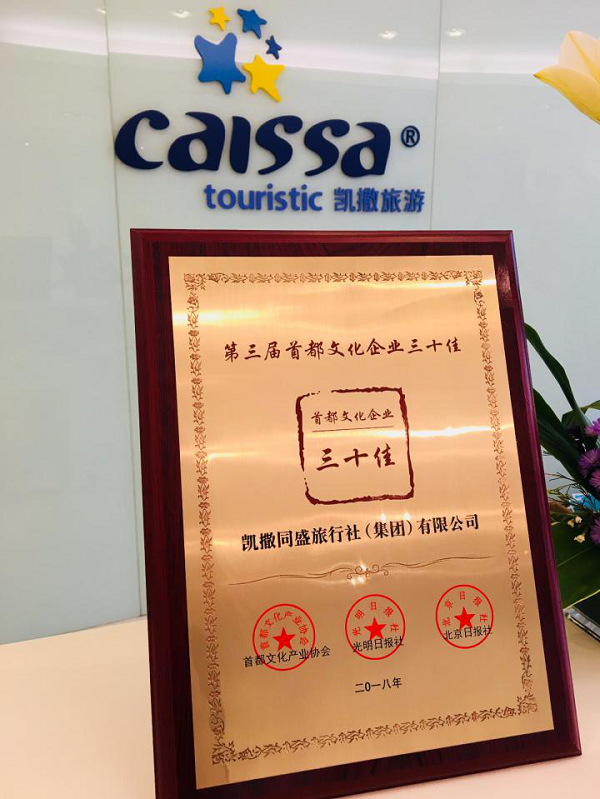 caissa®
touristic 凯撒旅游
第三届首都文化企业三十佳
首都文化企业
三十佳
凯撒同盛旅行社(集团)有限公司
首都文化产业协会 光明日报社 北京日报社
首都文化产业协会 光明日报社 北京日报社
二〇一八年